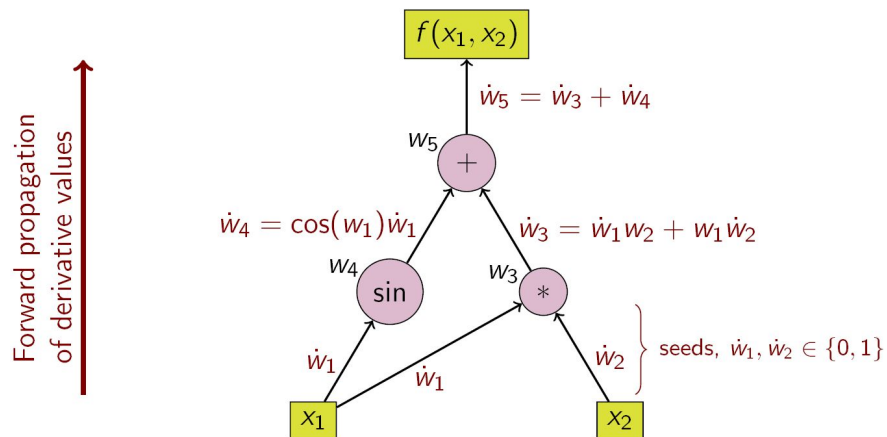 f(x₁, x₂)
ẇ₅ = ẇ₃ + ẇ₄
w₅
+
ẇ₄ = cos(w₁)ẇ₁
ẇ₃ = ẇ₁w₂ + w₁ẇ₂
w₄
sin
w₃
*
ẇ₁
ẇ₁
ẇ₂
seeds, ẇ₁, ẇ₂ ∈ {0, 1}
x₁
x₂
Forward propagation
of derivative values